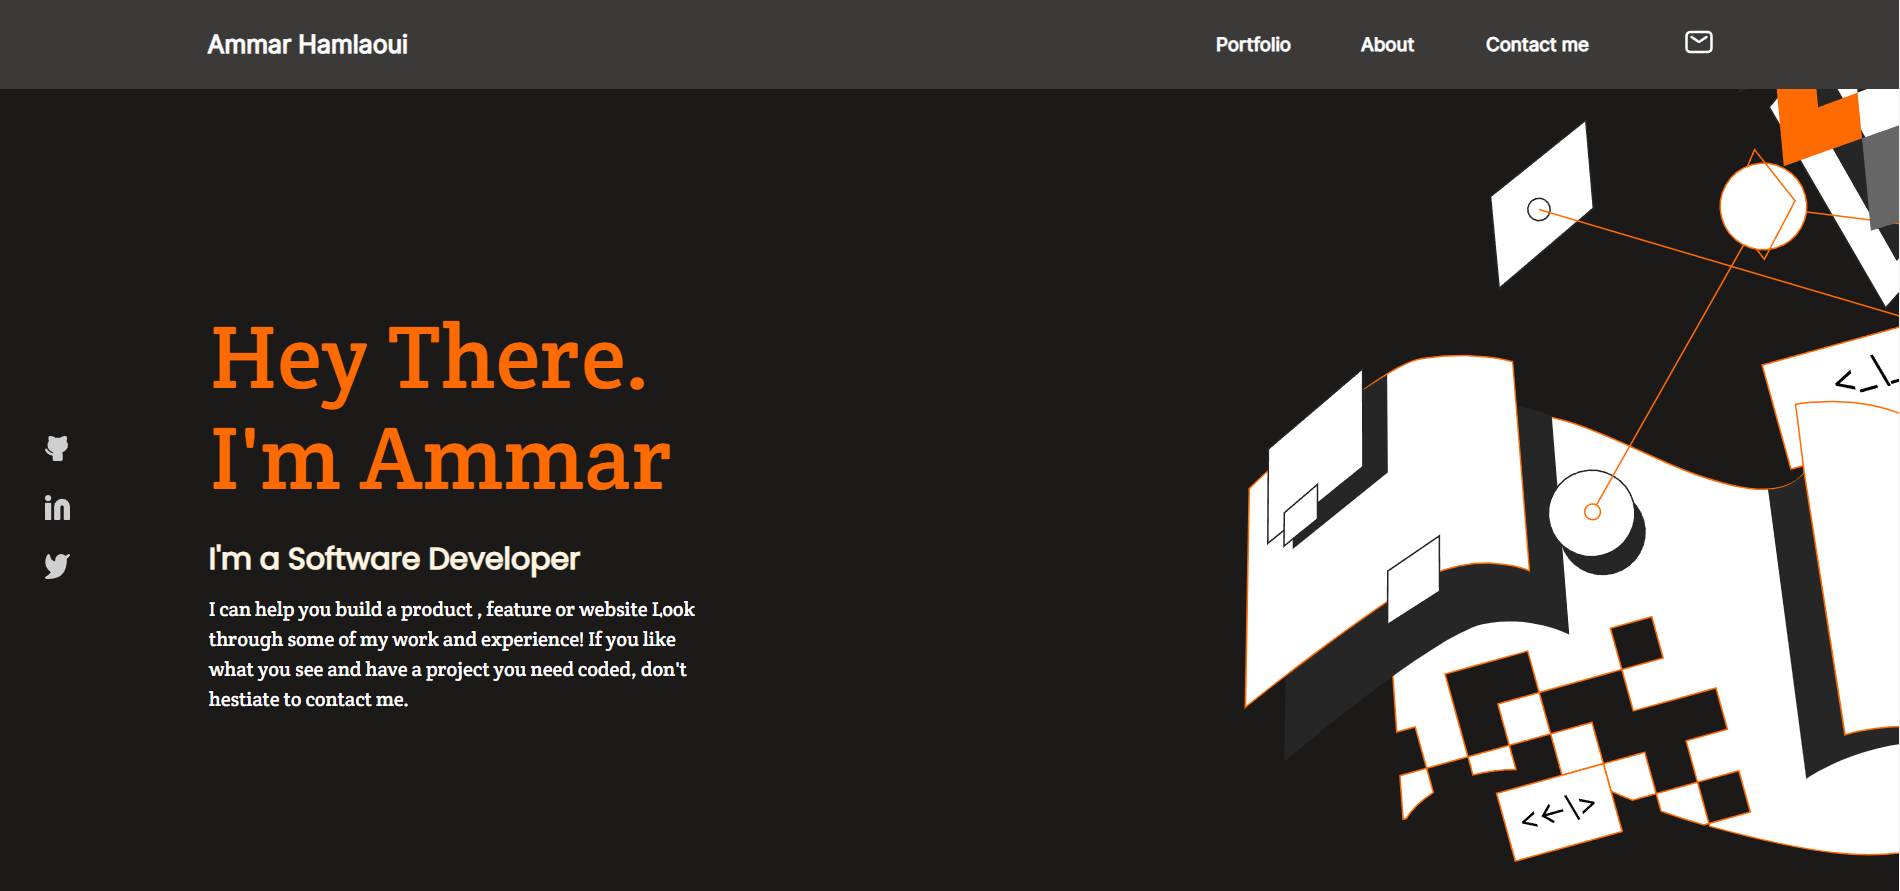 Ammar Hamlaoui
Portfolio
About
Contact me
Hey There.
I'm Ammar
I'm a Software Developer
I can help you build a product , feature or website Look
through some of my work and experience! If you like
what you see and have a project you need coded, don't
hestiate to contact me.
<_\_
<←\>